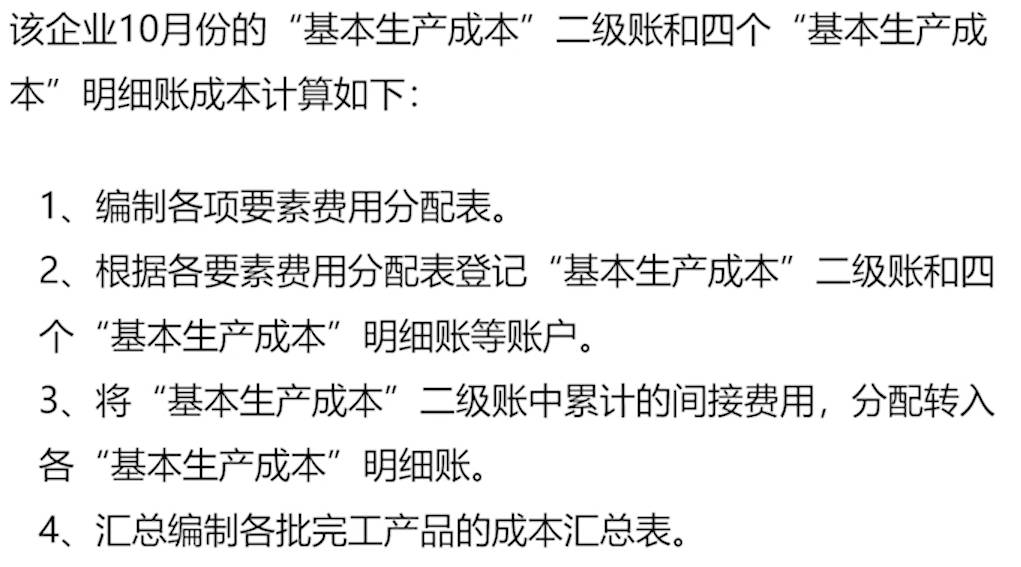 该企业10月份的“基本生产成本”二级账和四个“基本生产成
本”明细账成本计算如下：
1、编制各项要素费用分配表。
2、根据各要素费用分配表登记“基本生产成本”二级账和四
个“基本生产成本”明细账等账户。
3、将“基本生产成本”二级账中累计的间接费用，分配转入
各“基本生产成本”明细账。
4、汇总编制各批完工产品的成本汇总表。